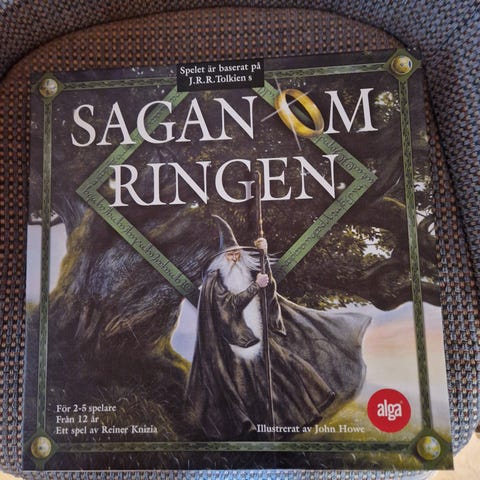 Spelet är baserat på
J.R.R.Tolkien s
SAGAN OM
RINGEN
För 2-5 spelare
Från 12 år
Ett spel av Reiner Knizia
Illustrerat av John Howe
alga